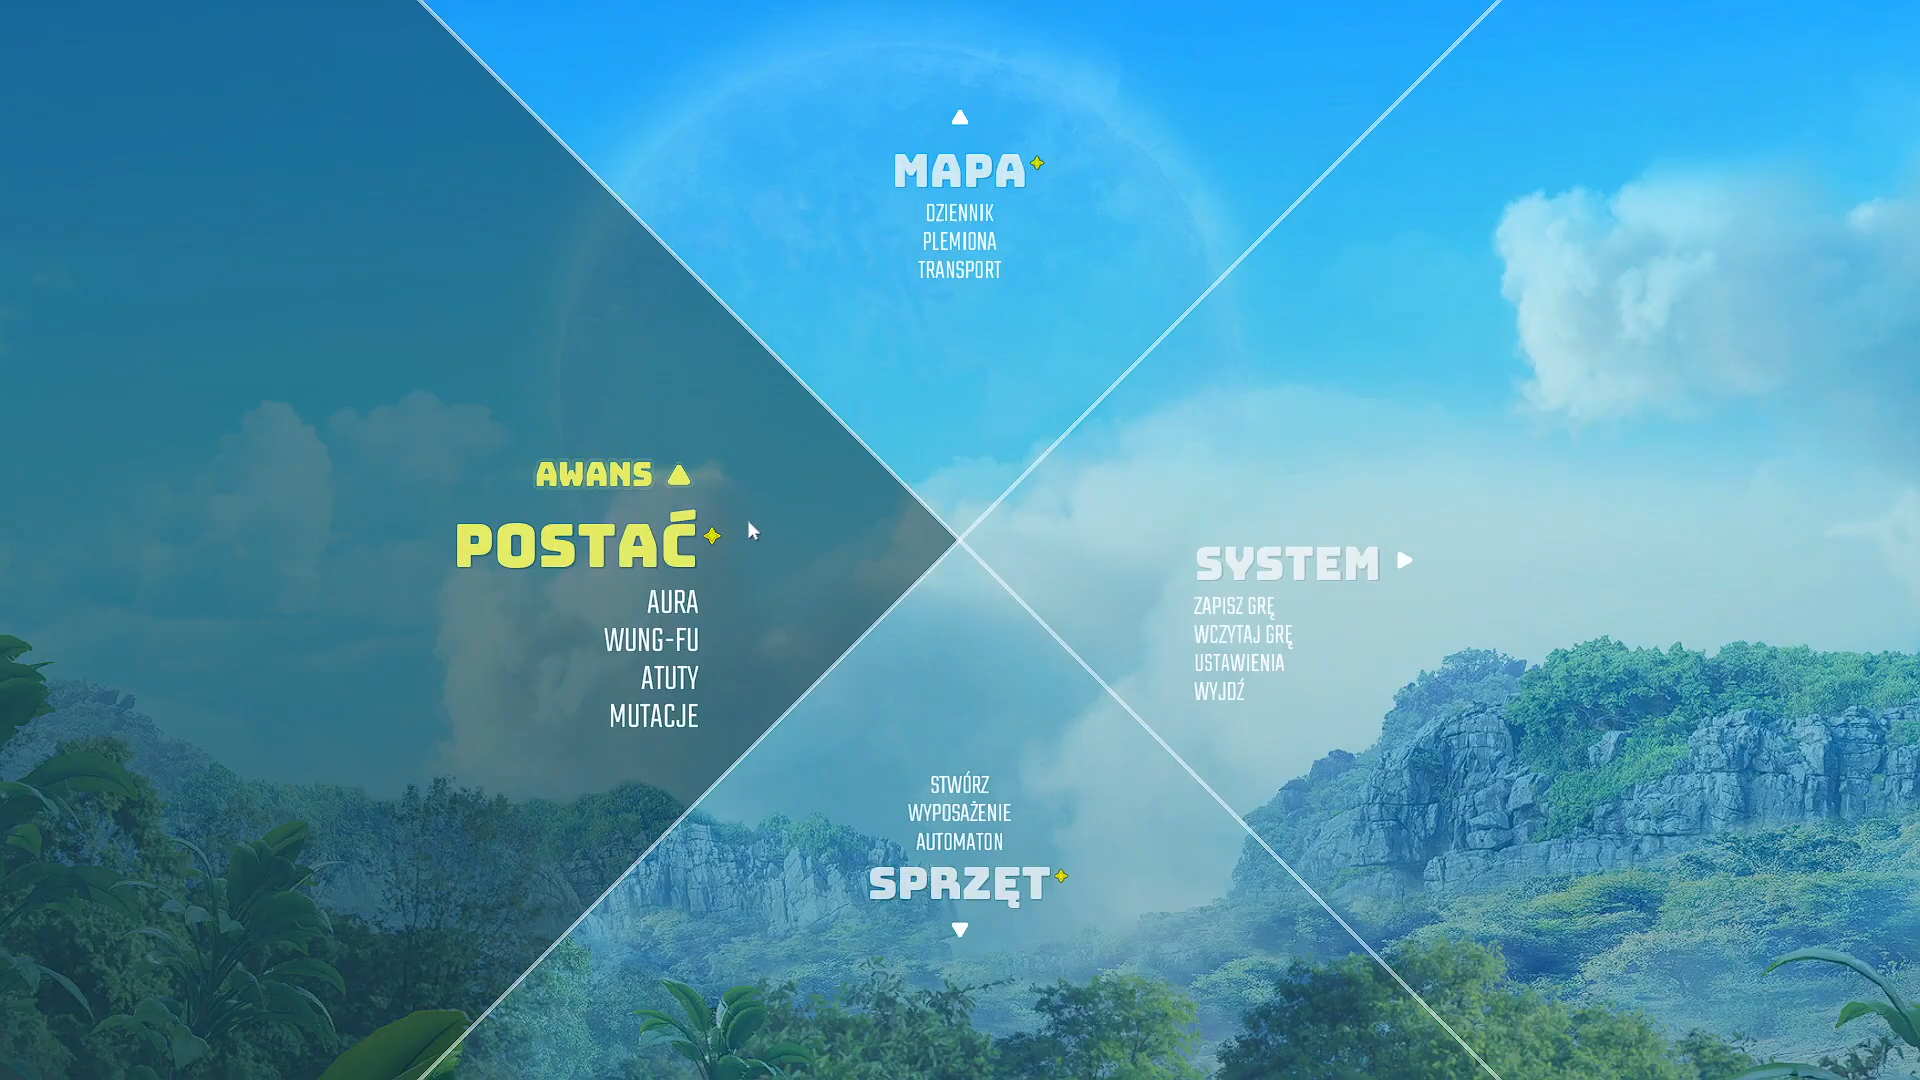 MAPA
DZIENNIK
PLEMIONA
TRANSPORT
AWANS
POSTAĆ
AURA
WUNG-FU
ATUTY
MUTACJE
SYSTEM
ZAPISZ GRĘ
WCZYTAJ GRĘ
USTAWIENIA
WYJDŹ
STWÓRZ
WYPOSAŻENIE
AUTOMATON
SPRZĘT